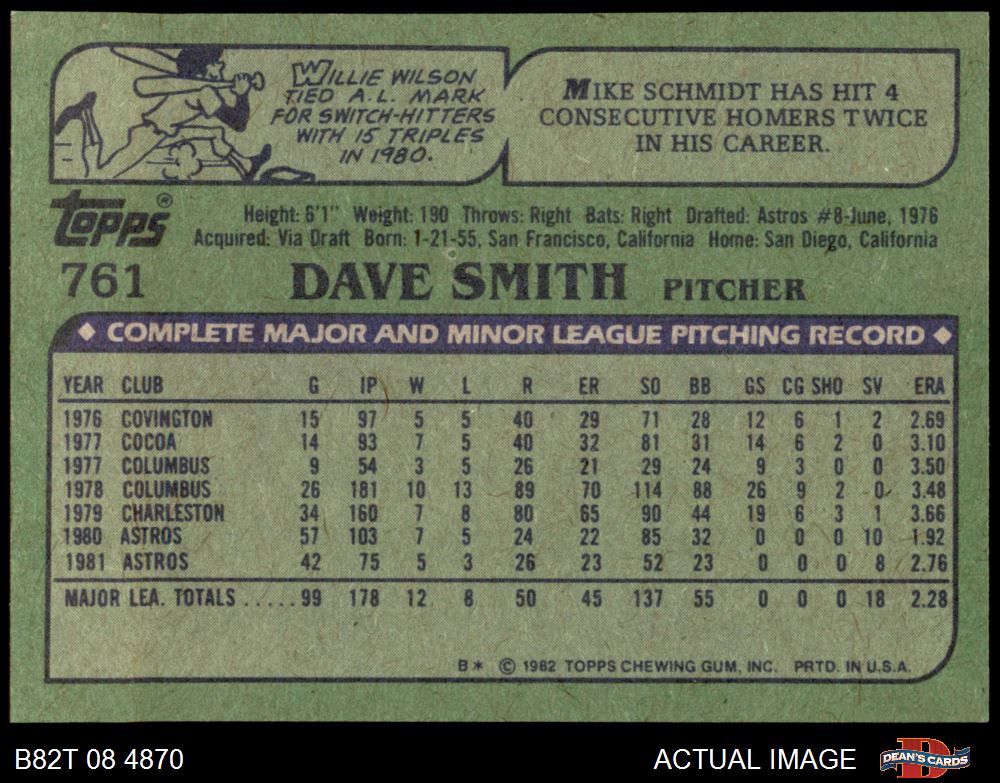 WILLIE WILSON
TIED A.L. MARK
FOR SWITCH-HITTERS
WITH 15 TRIPLES
IN 1980.
MIKE SCHMIDT HAS HIT 4
CONSECUTIVE HOMERS TWICE
IN HIS CAREER.
TOPPS®
Height: 6'1" Weight: 190 Throws: Right Bats: Right Drafted: Astros #8-June, 1976
Acquired: Via Draft Born: 1-21-55, San Francisco, California Home: San Diego, California
761 DAVE SMITH PITCHER
◆ COMPLETE MAJOR AND MINOR LEAGUE PITCHING RECORD ◆
YEAR CLUB G IP W L R ER SO BB GS CG SHO SV ERA
1976 COVINGTON 15 97 5 5 40 29 71 28 12 6 1 2 2.69
1977 COCOA 14 93 7 5 40 32 81 31 14 6 2 0 3.10
1977 COLUMBUS 9 54 3 5 26 21 29 24 9 3 0 0 3.50
1978 COLUMBUS 26 181 10 13 89 70 114 88 26 9 2 0 3.48
1979 CHARLESTON 34 160 7 8 80 65 90 44 19 6 3 1 3.66
1980 ASTROS 57 103 7 5 24 22 85 32 0 0 0 10 1.92
1981 ASTROS 42 75 5 3 26 23 52 23 0 0 0 8 2.76
MAJOR LEA. TOTALS .....99 178 12 8 50 45 137 55 0 0 0 18 2.28
B* © 1982 TOPPS CHEWING GUM, INC. PRTD. IN U.S.A.
B82T 08 4870
ACTUAL IMAGE
D
DEAN'S CARDS